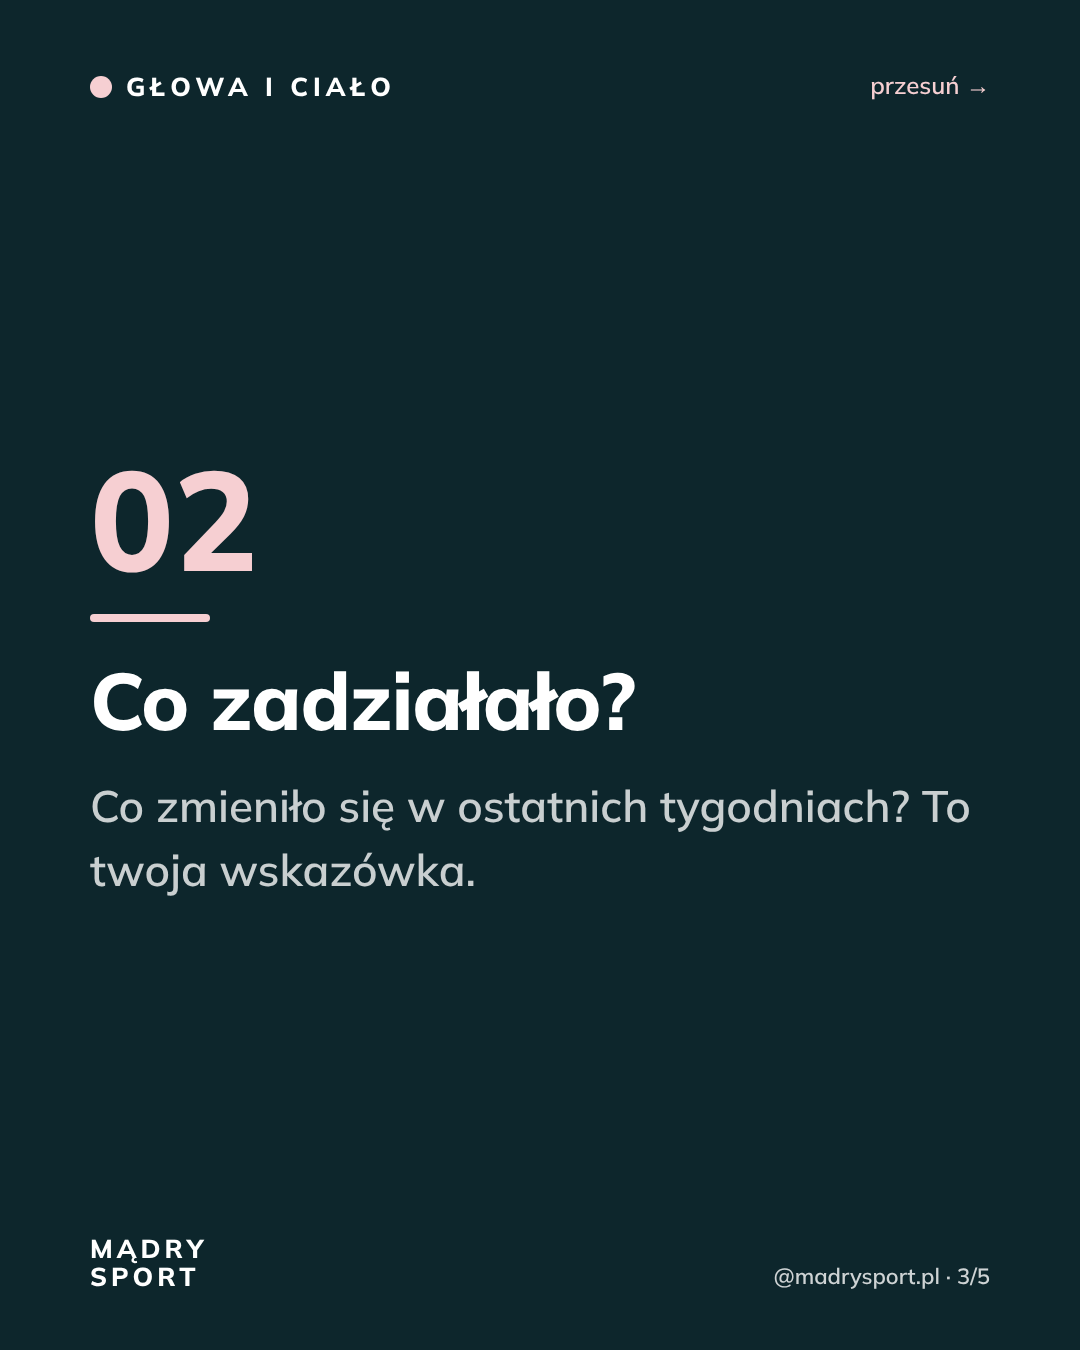 GŁOWA I CIAŁO
przesuń →
02
Co zadziałało?
Co zmieniło się w ostatnich tygodniach? To
twoja wskazówka.
MĄDRY
SPORT
@madrysport.pl · 3/5